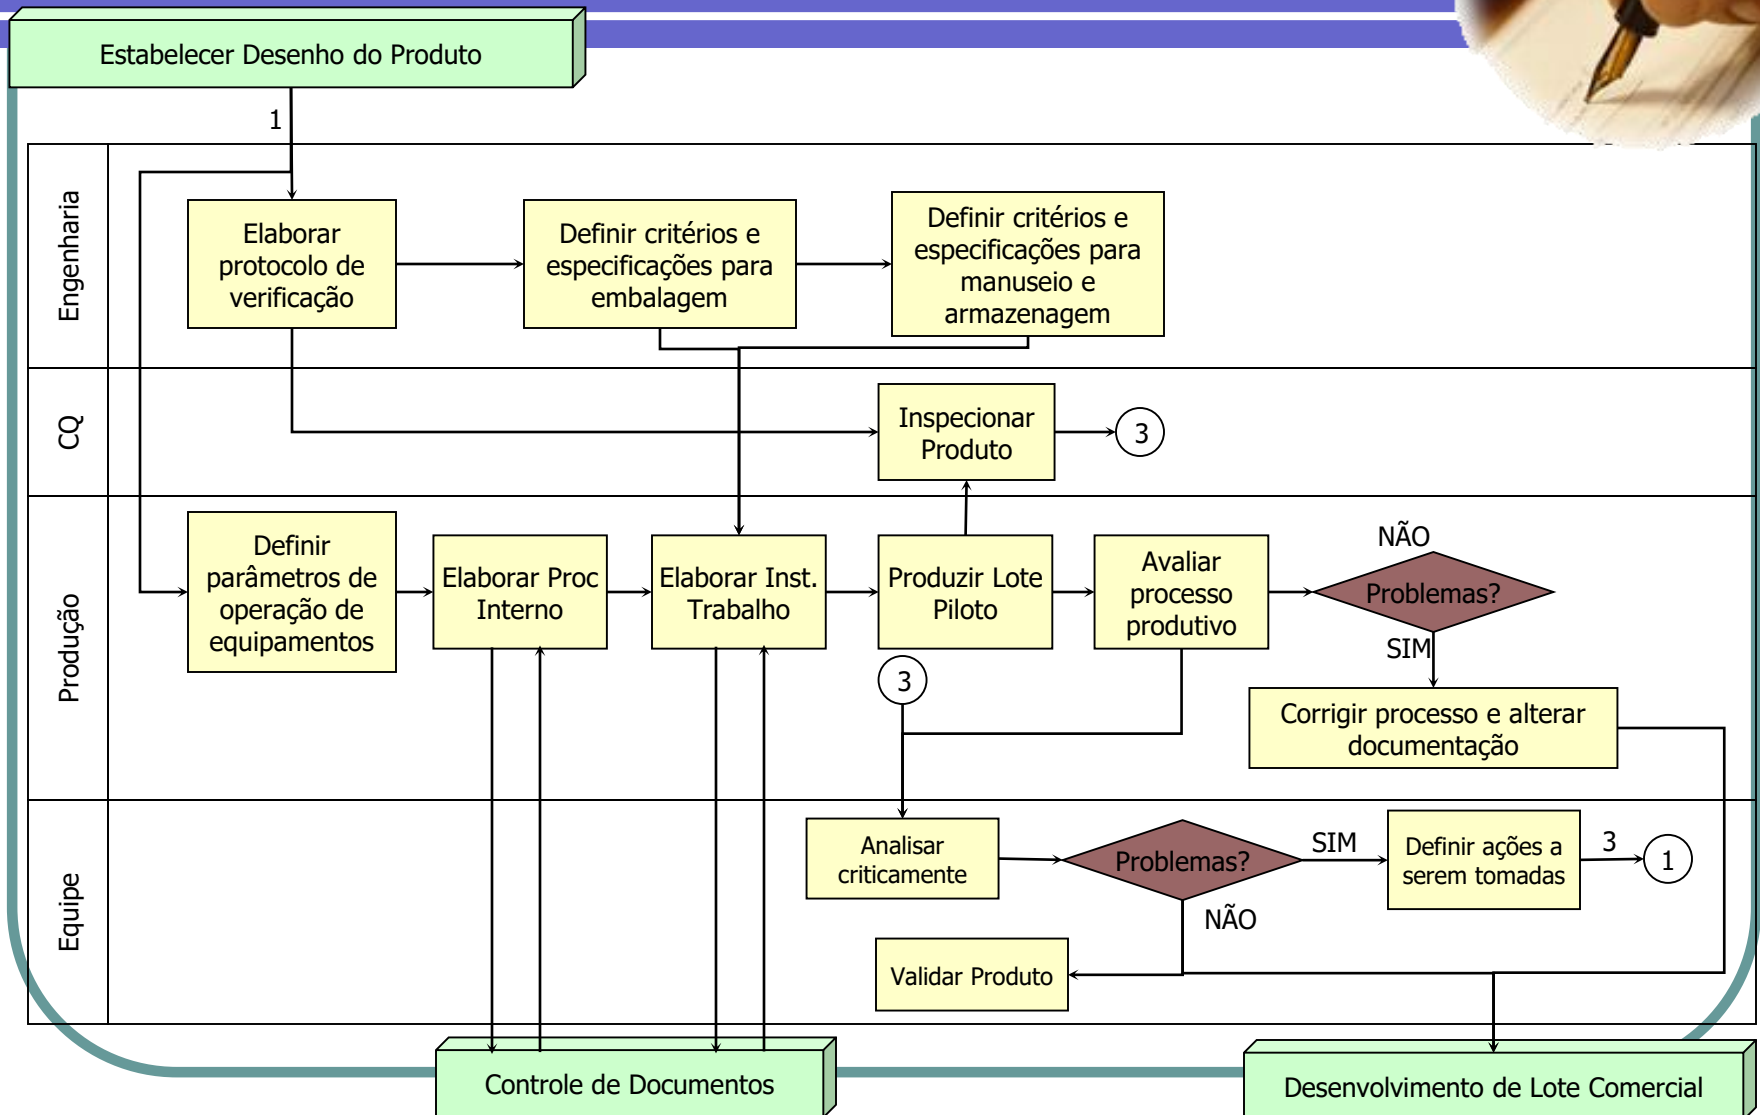 Estabelecer Desenho do Produto
1
Engenharia
Elaborar
protocolo de
verificação
Definir critérios e
especificações para
embalagem
Definir critérios e
especificações para
manuseio e
armazenagem
CQ
Inspecionar
Produto
3
Produção
Definir
parâmetros de
operação de
equipamentos
Elaborar Proc
Interno
Elaborar Inst.
Trabalho
Produzir Lote
Piloto
Avaliar
processo
produtivo
NÃO
Problemas?
SIM
3
Corrigir processo e alterar
documentação
Equipe
Analisar
criticamente
Problemas?
SIM
Definir ações a
serem tomadas
3
1
NÃO
Validar Produto
Controle de Documentos
Desenvolvimento de Lote Comercial